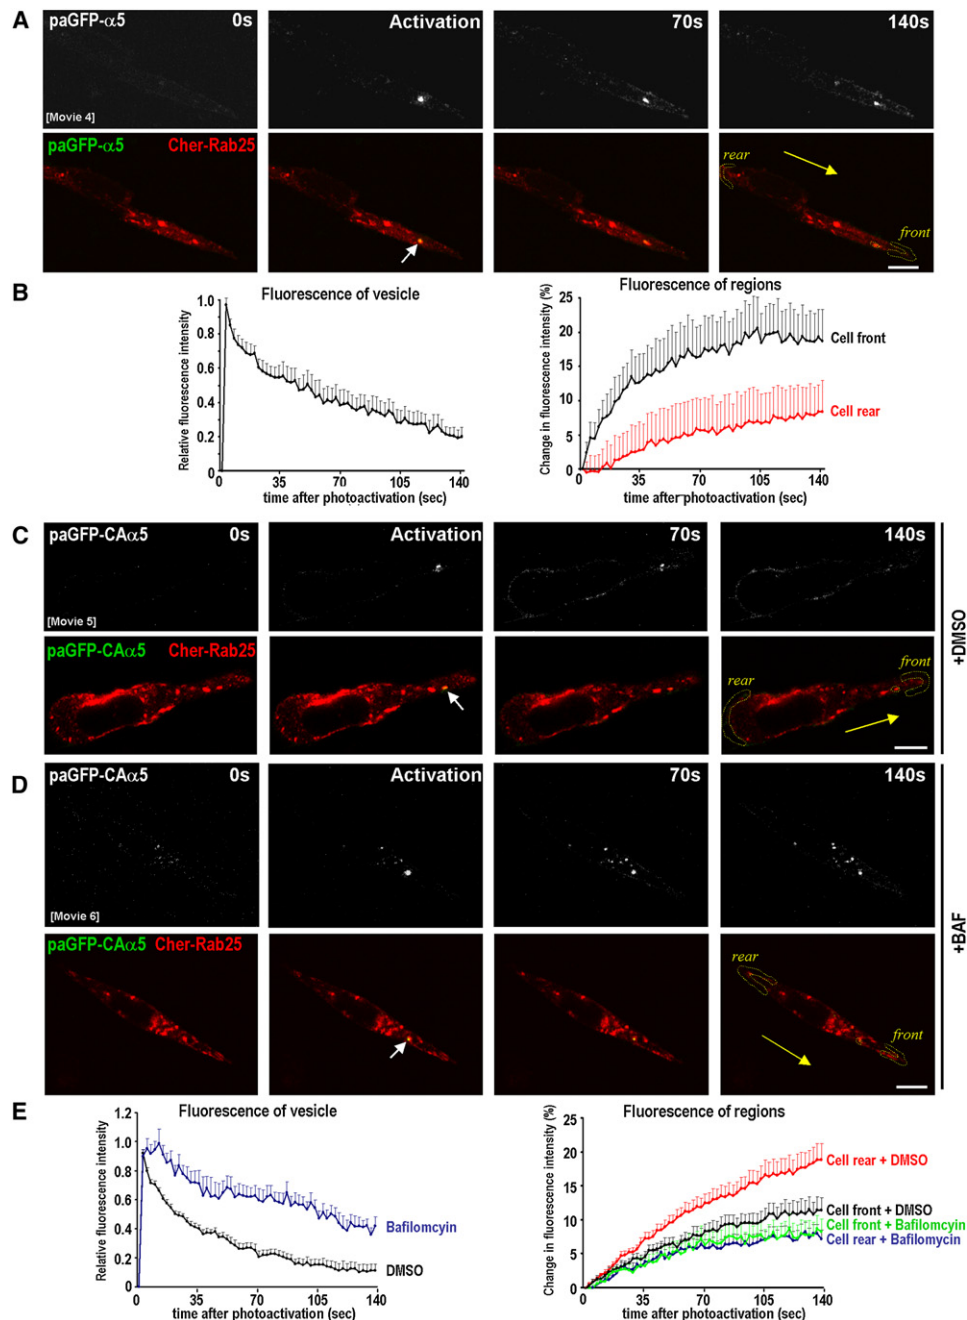 A
paGFP-α5 0s
Activation
70s
140s
[Movie 4]
paGFP-α5 Cher-Rab25
rear
front
B
Fluorescence of vesicle
Relative fluorescence intensity
1.0
0.8
0.6
0.4
0.2
0
0 35 70 105 140
time after photoactivation (sec)
Fluorescence of regions
Change in fluorescence intensity (%)
25
20
15
10
5
0
35 70 105 140
time after photoactivation (sec)
Cell front
Cell rear
C
paGFP-CAα5 0s
Activation
70s
140s
[Movie 5]
paGFP-CAα5 Cher-Rab25
rear
front
+DMSO
D
paGFP-CAα5 0s
Activation
70s
140s
[Movie 6]
paGFP-CAα5 Cher-Rab25
rear
front
+BAF
E
Fluorescence of vesicle
Relative fluorescence intensity
1.2
1.0
0.8
0.6
0.4
0.2
0.0
0 35 70 105 140
time after photoactivation (sec)
Bafilomcyin
DMSO
Fluorescence of regions
Change in fluorescence intensity (%)
25
20
15
10
5
0
0 35 70 105 140
time after photoactivation (sec)
Cell rear + DMSO
Cell front + DMSO
Cell front + Bafilomcyin
Cell rear + Bafilomycin